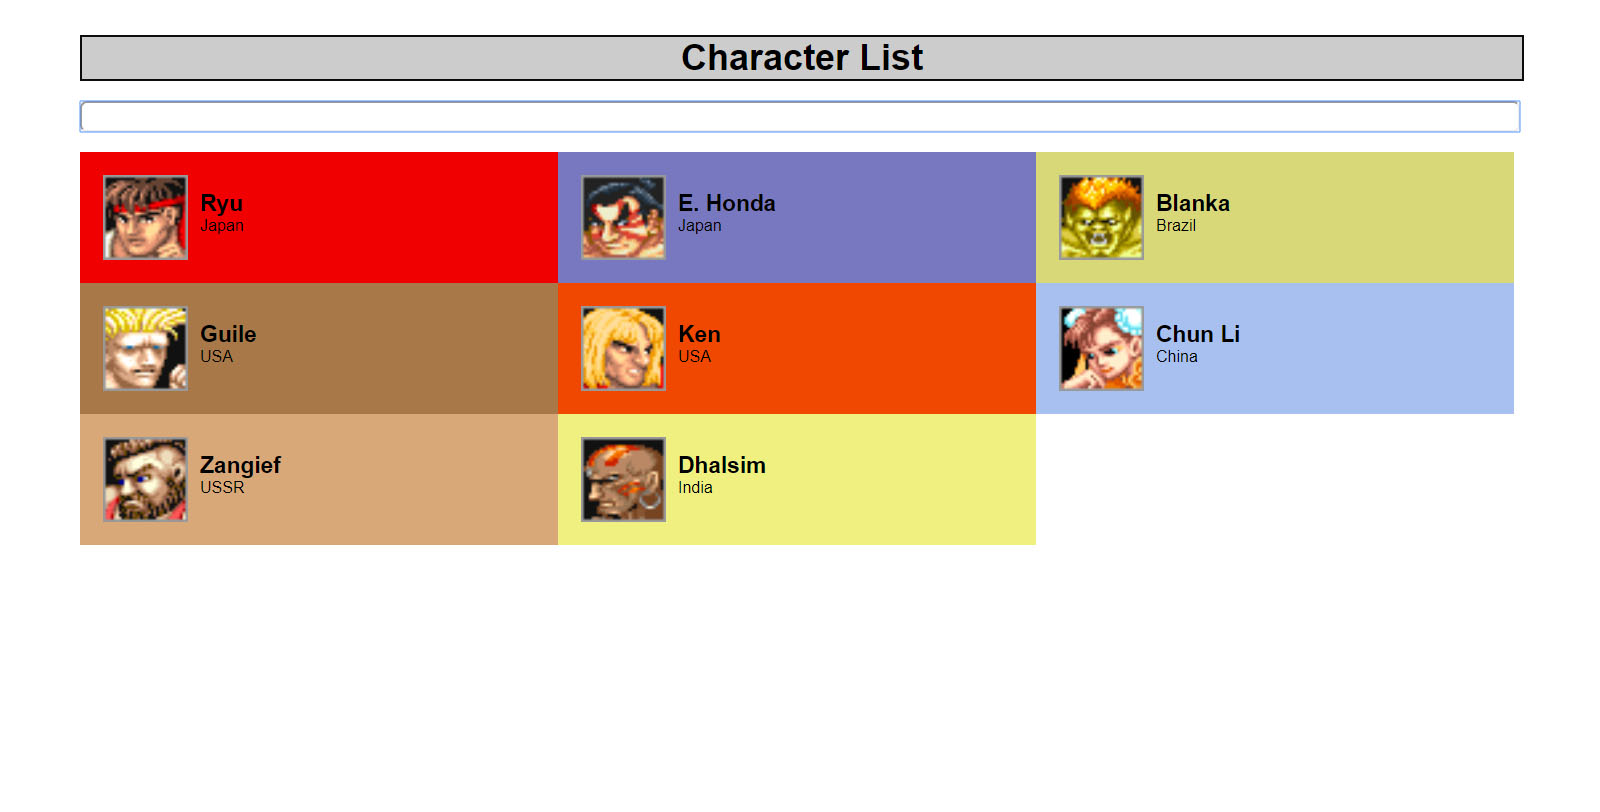 Character List
Ryu
Japan
E. Honda
Japan
Blanka
Brazil
Guile
USA
Ken
USA
Chun Li
China
Zangief
USSR
Dhalsim
India